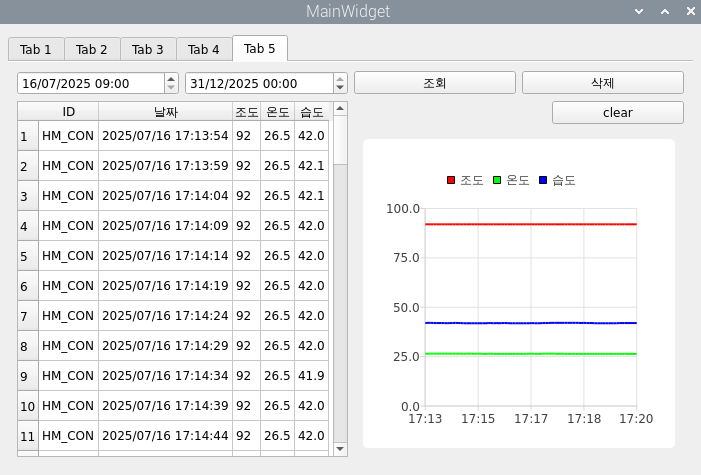 MainWidget
Tab 1 Tab 2 Tab 3 Tab 4 Tab 5
16/07/2025 09:00 31/12/2025 00:00 조회 삭제
clear
ID 날짜 조도 온도 습도
1 HM_CON 2025/07/16 17:13:54 92 26.5 42.0
2 HM_CON 2025/07/16 17:13:59 92 26.5 42.1
3 HM_CON 2025/07/16 17:14:04 92 26.5 42.1
4 HM_CON 2025/07/16 17:14:09 92 26.5 42.0
5 HM_CON 2025/07/16 17:14:14 92 26.5 42.0
6 HM_CON 2025/07/16 17:14:19 92 26.5 42.0
7 HM_CON 2025/07/16 17:14:24 92 26.5 42.0
8 HM_CON 2025/07/16 17:14:29 92 26.5 42.0
9 HM_CON 2025/07/16 17:14:34 92 26.5 41.9
10 HM_CON 2025/07/16 17:14:39 92 26.5 42.0
11 HM_CON 2025/07/16 17:14:44 92 26.5 42.0
조도 온도 습도
100.0
75.0
50.0
25.0
0.0
17:13 17:15 17:17 17:18 17:20